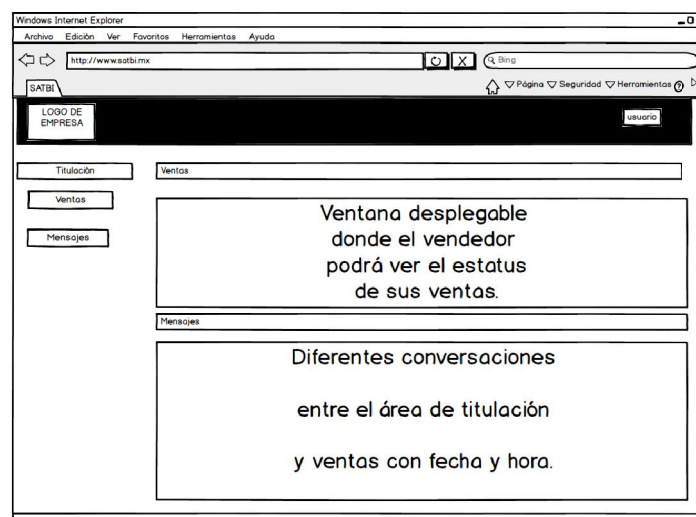 Windows Internet Explorer
Archivo Edición Ver Favoritos Herramientas Ayuda
http://www.satbi.mx
Bing
SATBI
Página Seguridad Herramientas
LOGO DE
EMPRESA
usuario
Titulación
Ventas
Ventas
Mensajes
Ventana desplegable
donde el vendedor
podrá ver el estatus
de sus ventas.
Mensajes
Diferentes conversaciones
entre el área de titulación
y ventas con fecha y hora.